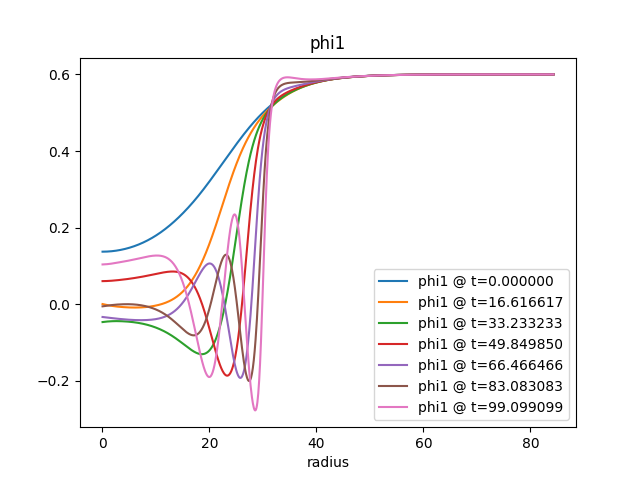 phi1
0.6
0.4
0.2
0.0
−0.2
phi1 @ t=0.000000
phi1 @ t=16.616617
phi1 @ t=33.233233
phi1 @ t=49.849850
phi1 @ t=66.466466
phi1 @ t=83.083083
phi1 @ t=99.099099
0 20 40 60 80
radius